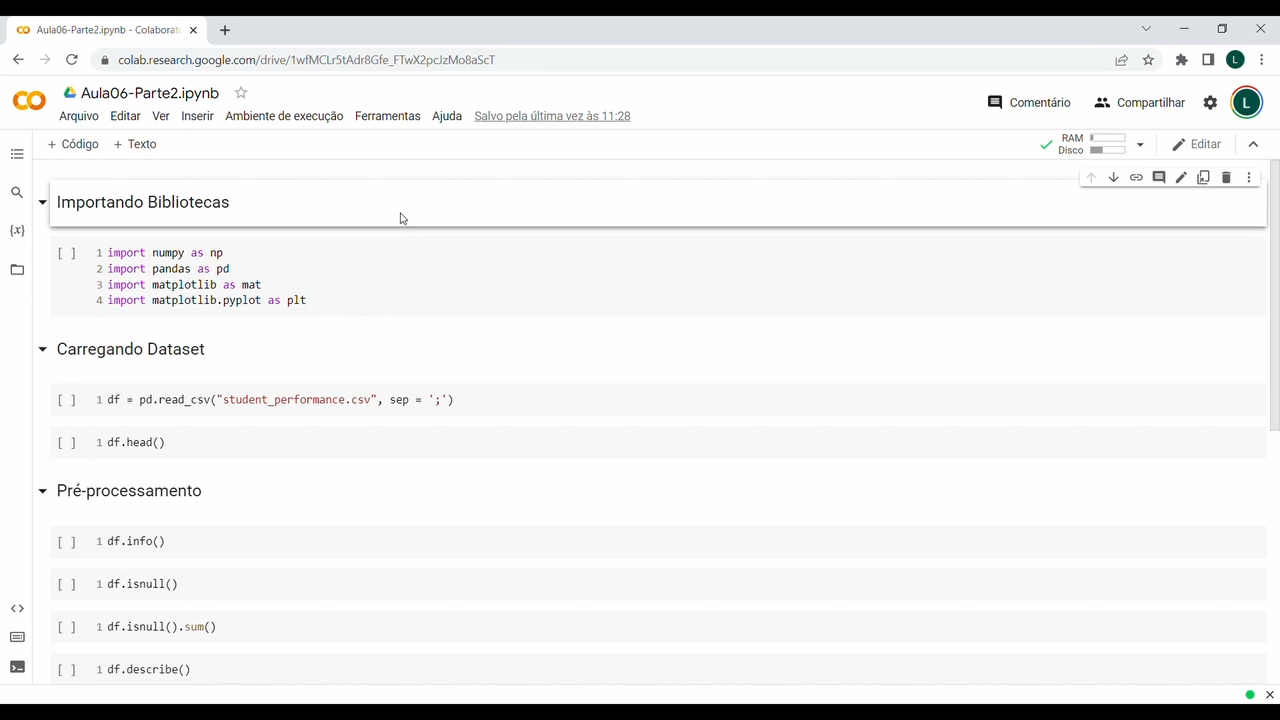 Aula06-Parte2.ipynb - Colaborat
colab.research.google.com/drive/1wfMCLr5tAdr8Gfe_FTwX2pcJzMo8aScT
L
Aula06-Parte2.ipynb
Comentário
Compartilhar
L
Arquivo Editar Ver Inserir Ambiente de execução Ferramentas Ajuda Salvo pela última vez às 11:28
+ Código + Texto
RAM
Disco
Editar
Importando Bibliotecas
[ ] 1 import numpy as np
2 import pandas as pd
3 import matplotlib as mat
4 import matplotlib.pyplot as plt
Carregando Dataset
[ ] 1 df = pd.read_csv("student_performance.csv", sep = ';')
[ ] 1 df.head()
Pré-processamento
[ ] 1 df.info()
[ ] 1 df.isnull()
[ ] 1 df.isnull().sum()
[ ] 1 df.describe()